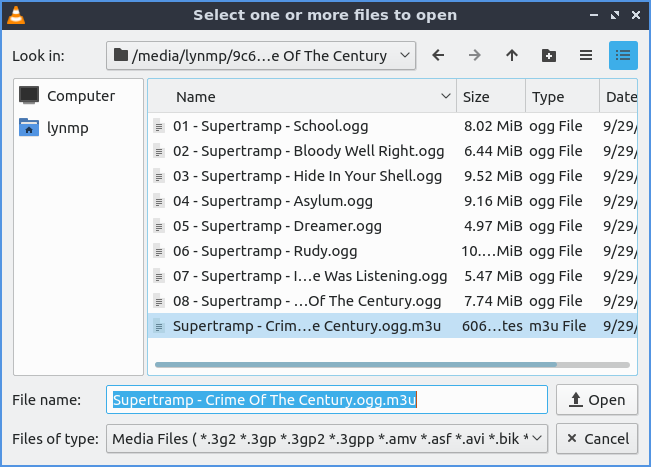 Select one or more files to open
Look in: /media/lynmp/9c6...e Of The Century
Computer
lynmp
Name Size Type Date
01 - Supertramp - School.ogg 8.02 MiB ogg File 9/29/
02 - Bloody Well Right.ogg 6.44 MiB ogg File 9/29/
03 - Supertramp - Hide In Your Shell.ogg 9.52 MiB ogg File 9/29/
04 - Supertramp - Asylum.ogg 9.16 MiB ogg File 9/29/
05 - Supertramp - Dreamer.ogg 4.97 MiB ogg File 9/29/
06 - Supertramp - Rudy.ogg 10....MiB ogg File 9/29/
07 - Supertramp - I...e Was Listening.ogg 5.47 MiB ogg File 9/29/
08 - Supertramp - ...Of The Century.ogg 7.74 MiB ogg File 9/29/
Supertramp - Crim...e Century.ogg.m3u 606...tes m3u File 9/29/
File name: Supertramp - Crime Of The Century.ogg.m3u Open
Files of type: Media Files ( *.3g2 *.3gp *.3gp2 *.3gpp *.amv *.asf *.avi *.bik * Cancel